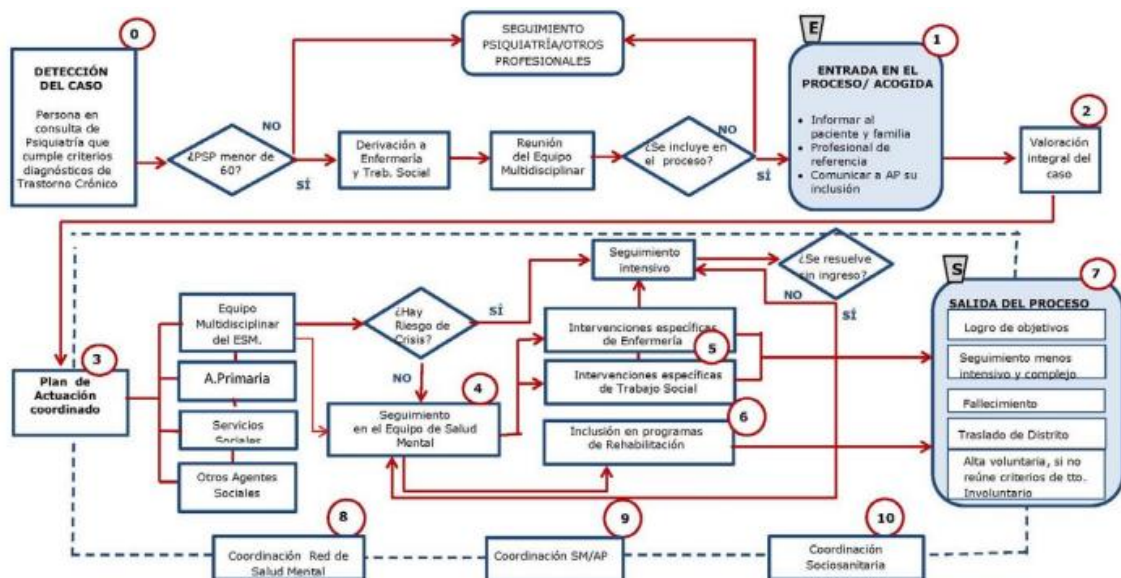 0
DETECCIÓN
DEL CASO
Persona en
consulta de
Psiquiatría que
cumple criterios
diagnósticos de
Trastorno Crónico
¿PSP menor de
60?
NO
SÍ
SEGUIMIENTO
PSIQUIATRÍA/OTROS
PROFESIONALES
Derivación a
Enfermería
y Trab. Social
Reunión
del Equipo
Multidisciplinar
¿Se incluye en
el proceso?
NO
SÍ
E
1
ENTRADA EN EL
PROCESO/ ACOGIDA
• Informar al
paciente y familia
• Profesional de
referencia
• Comunicar a AP su
inclusión
2
Valoración
integral del
caso
3
Plan de
Actuación
coordinado
Equipo
Multidisciplinar
del ESM.
A.Primaria
Servicios
Sociales
Otros Agentes
Sociales
¿Hay
Riesgo de
Crisis?
SÍ
NO
4
Seguimiento
en el Equipo de Salud
Mental
Seguimiento
intensivo
¿Se resuelve
sin ingreso?
NO
SÍ
Intervenciones específicas
de Enfermería
5
Intervenciones específicas
de Trabajo Social
6
Inclusión en programas
de Rehabilitación
S
7
SALIDA DEL PROCESO
Logro de objetivos
Seguimiento menos
intensivo y complejo
Fallecimiento
Traslado de Distrito
Alta voluntaria, si no
reúne criterios de tto.
Involuntario
8
Coordinación Red de
Salud Mental
9
Coordinación SM/AP
10
Coordinación
Sociosanitaria